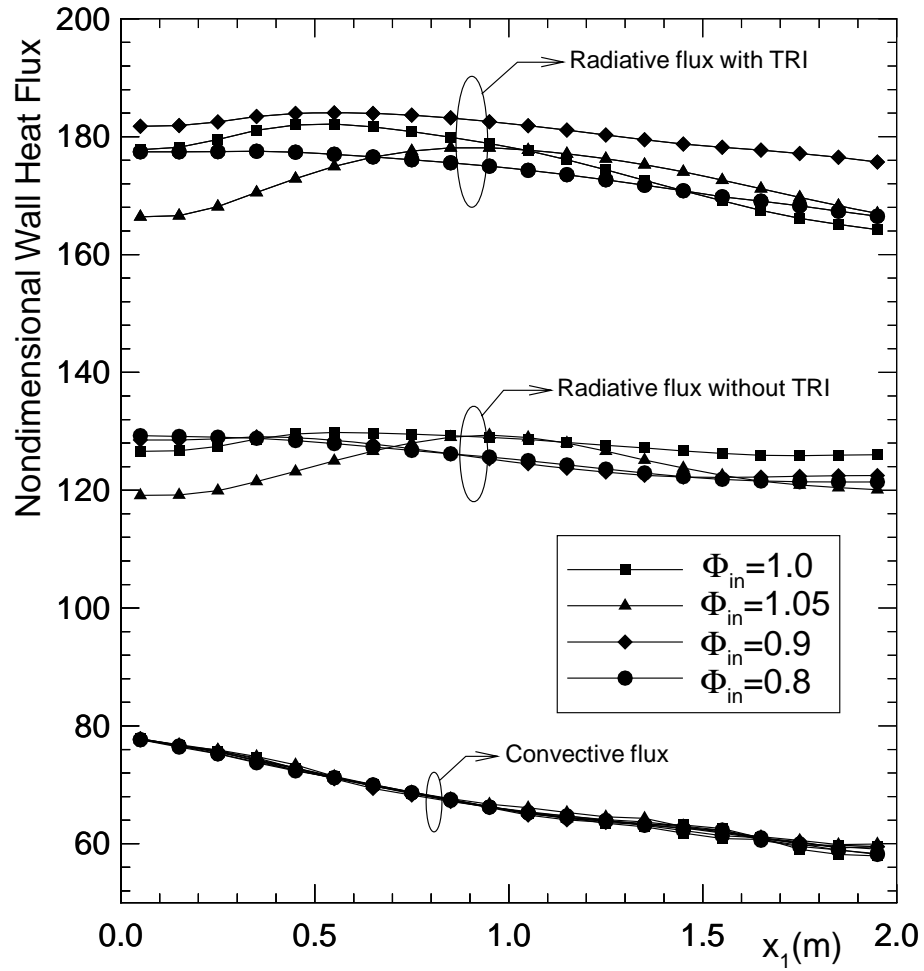 Nondimensional Wall Heat Flux
200
180
160
140
120
100
80
60
Radiative flux with TRI
Radiative flux without TRI
Φin=1.0
Φin=1.05
Φin=0.9
Φin=0.8
Convective flux
0.0
0.5
1.0
1.5
2.0
x1(m)